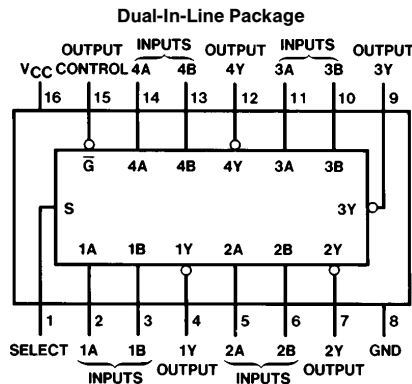 Dual-In-Line Package
OUTPUT INPUTS OUTPUT INPUTS OUTPUT
VCC CONTROL 4A 4B 4Y 3A 3B 3Y
16 15 14 13 12 11 10 9
G 4A 4B 4Y 3A 3B
S 3Y
1A 1B 1Y 2A 2B 2Y
1 2 3 4 5 6 7 8
SELECT 1A 1B 1Y 2A 2B 2Y GND
INPUTS OUTPUT INPUTS OUTPUT